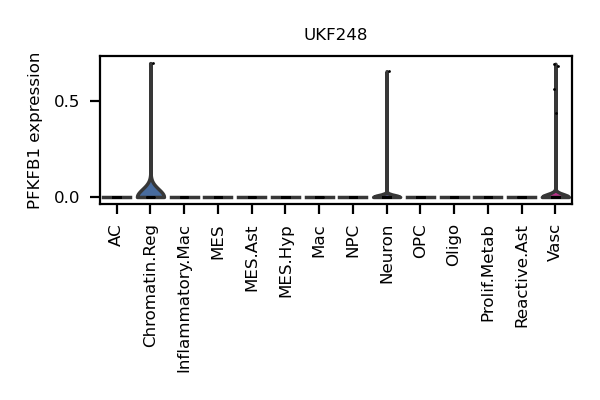 UKF248
PFKFB1 expression
0.5
0.0
AC
Chromatin.Reg
Inflammatory.Mac
MES
MES.Ast
MES.Hyp
Mac
NPC
Neuron
OPC
Oligo
Prolif.Metab
Reactive.Ast
Vasc